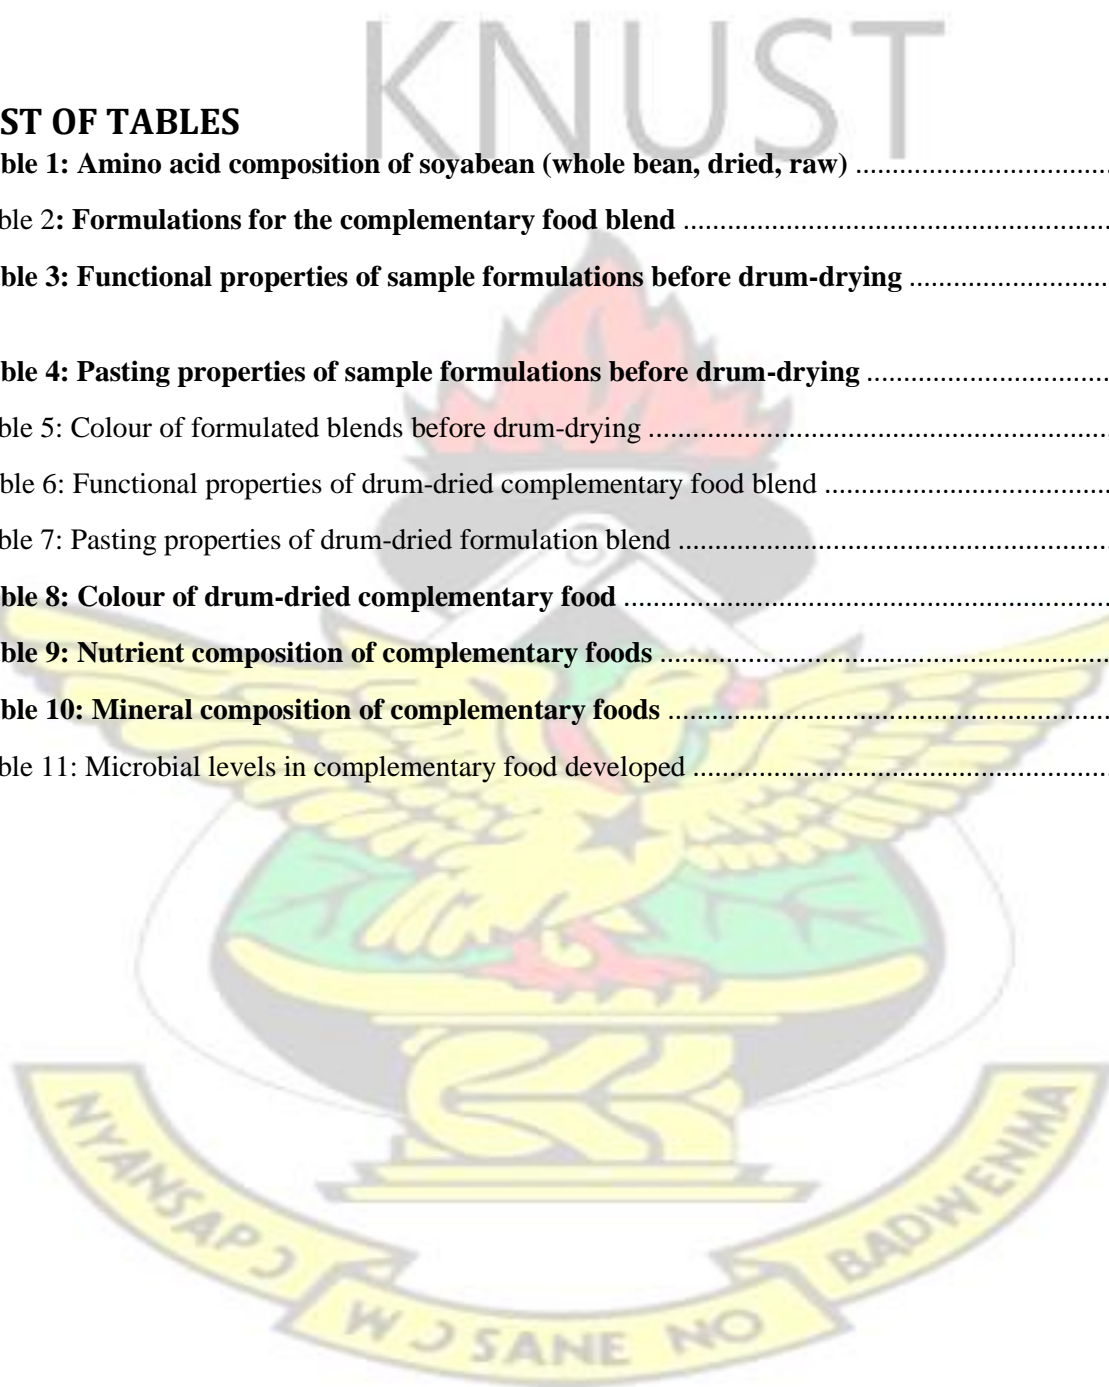 KNUST
ST OF TABLES
ble 1: Amino acid composition of soyabean (whole bean, dried, raw) ....................................
ble 2: Formulations for the complementary food blend ............................................................
ble 3: Functional properties of sample formulations before drum-drying ............................
ble 4: Pasting properties of sample formulations before drum-drying ..................................
ble 5: Colour of formulated blends before drum-drying .................................................................
ble 6: Functional properties of drum-dried complementary food blend ........................................
ble 7: Pasting properties of drum-dried formulation blend .............................................................
ble 8: Colour of drum-dried complementary food ....................................................................
ble 9: Nutrient composition of complementary foods ...............................................................
ble 10: Mineral composition of complementary foods ..............................................................
ble 11: Microbial levels in complementary food developed ...........................................................
NYANSAPƆ
WƆSANE NO
BADWENMA